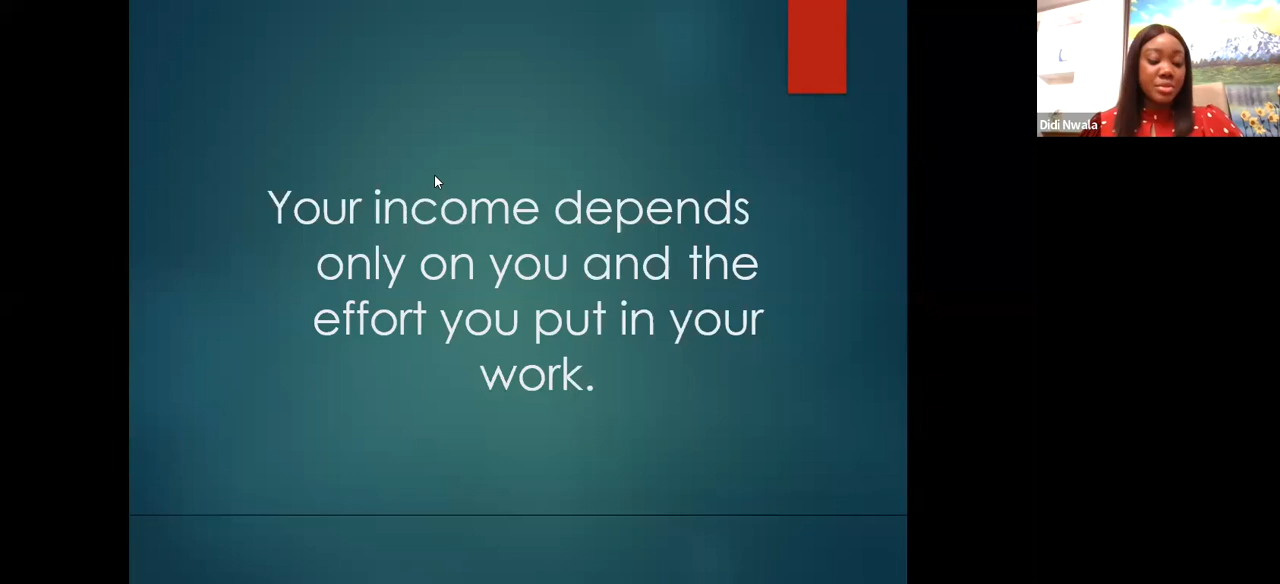 Your income depends
only on you and the
effort you put in your
work.
Didi Nwala